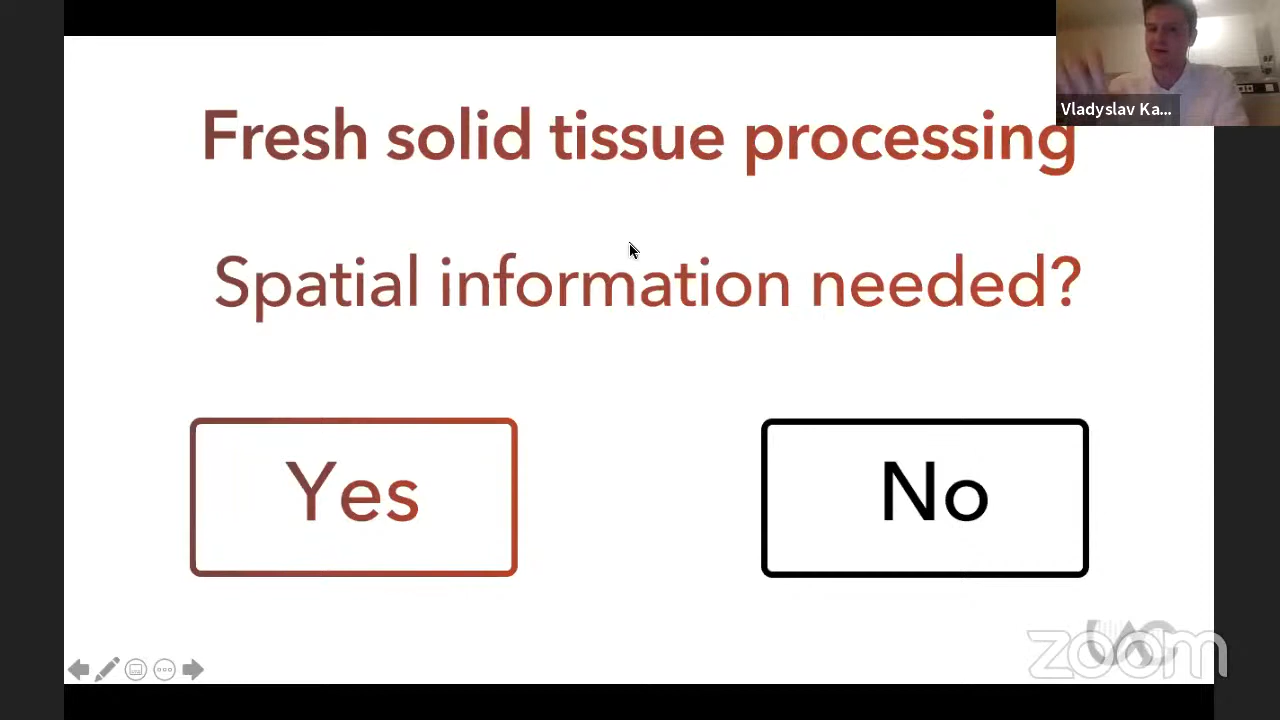 Vladyslav Ka...
Fresh solid tissue processing
Spatial information needed?
Yes
No
zoom